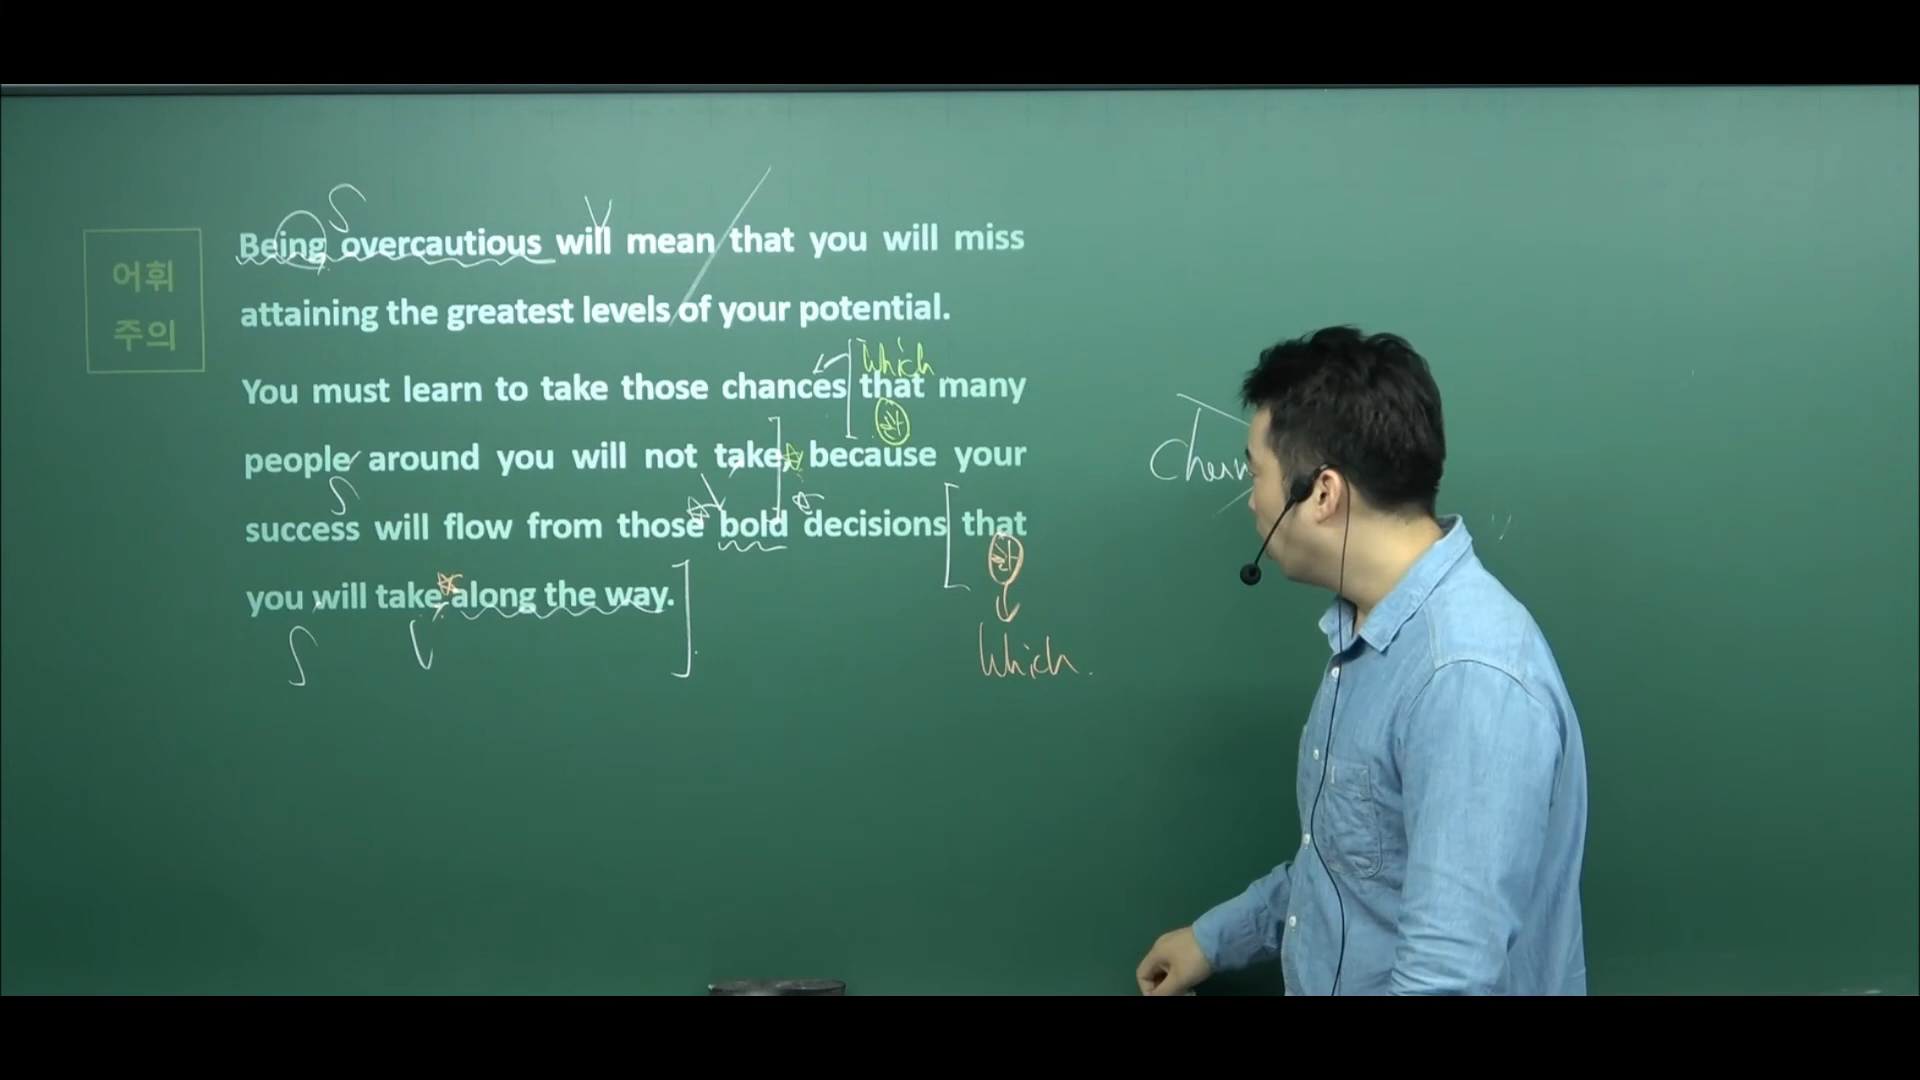 어휘
주의
S
V
Being overcautious will mean that you will miss
attaining the greatest levels of your potential.
Which
You must learn to take those chances that many
people around you will not take, because your
S
V
success will flow from those bold decisions that
you will take along the way.
S
V
Which.